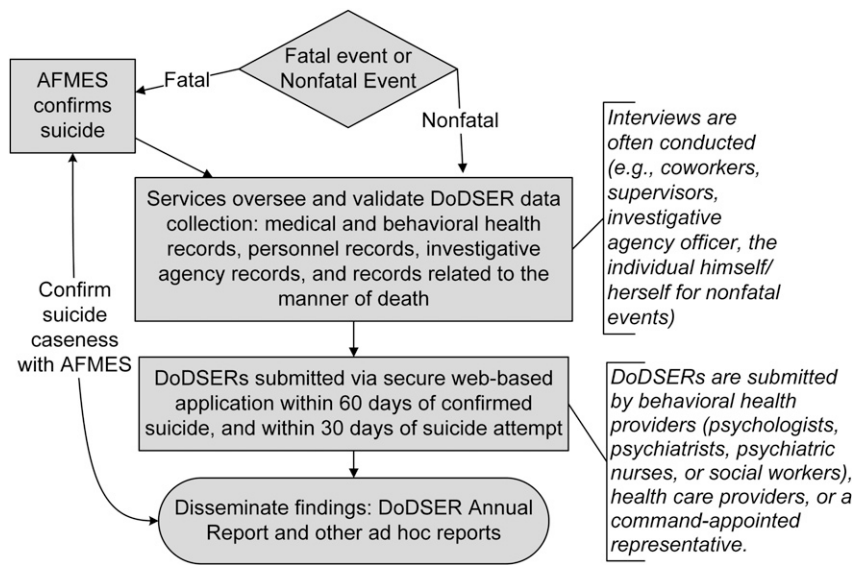 Fatal event or
Nonfatal Event
AFMES
confirms
suicide
Fatal
Nonfatal
Interviews are
often conducted
(e.g., coworkers,
supervisors,
investigative
agency officer, the
individual himself/
herself for nonfatal
events)
Services oversee and validate DoDSER data
collection: medical and behavioral health
records, personnel records, investigative
agency records, and records related to the
manner of death
Confirm
suicide
caseness
with AFMES
DoDSERs submitted via secure web-based
application within 60 days of confirmed
suicide, and within 30 days of suicide attempt
DoDSERs are submitted
by behavioral health
providers (psychologists,
psychiatrists, psychiatric
nurses, or social workers),
health care providers, or a
command-appointed
representative.
Disseminate findings: DoDSER Annual
Report and other ad hoc reports